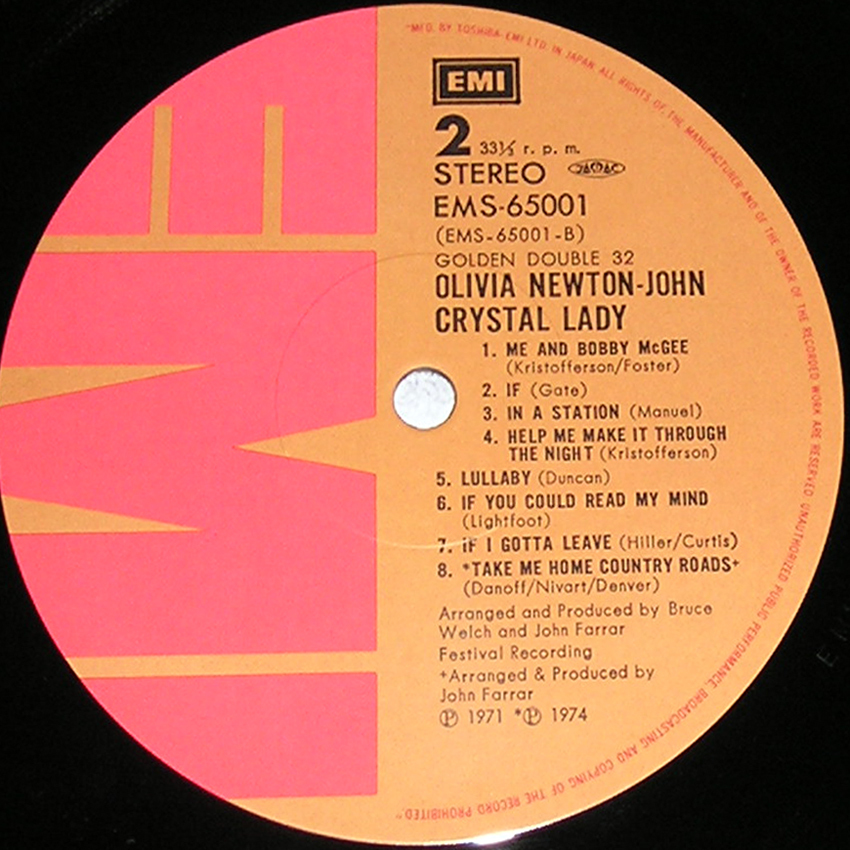 "MFD. BY TOSHIBA-EMI LTD. IN JAPAN ALL RIGHTS OF THE MANUFACTURER AND OF THE OWNER OF THE RECORDED WORK ARE RESERVED. UNAUTHORIZED PUBLIC PERFORMANCE, BROADCASTING AND COPYING OF THE RECORD PROHIBITED."
EMI
2 33⅓ r. p. m.
STEREO JASRAC
EMS-65001
(EMS-65001-B)
GOLDEN DOUBLE 32
OLIVIA NEWTON-JOHN
CRYSTAL LADY
1. ME AND BOBBY McGEE
(Kristofferson/Foster)
2. IF (Gate)
3. IN A STATION (Manuel)
4. HELP ME MAKE IT THROUGH
THE NIGHT (Kristofferson)
5. LULLABY (Duncan)
6. IF YOU COULD READ MY MIND
(Lightfoot)
7. IF I GOTTA LEAVE (Hiller/Curtis)
8. *TAKE ME HOME COUNTRY ROADS+
(Danoff/Nivart/Denver)
Arranged and Produced by Bruce
Welch and John Farrar
Festival Recording
+Arranged & Produced by
John Farrar
Ⓟ 1971 *Ⓟ 1974